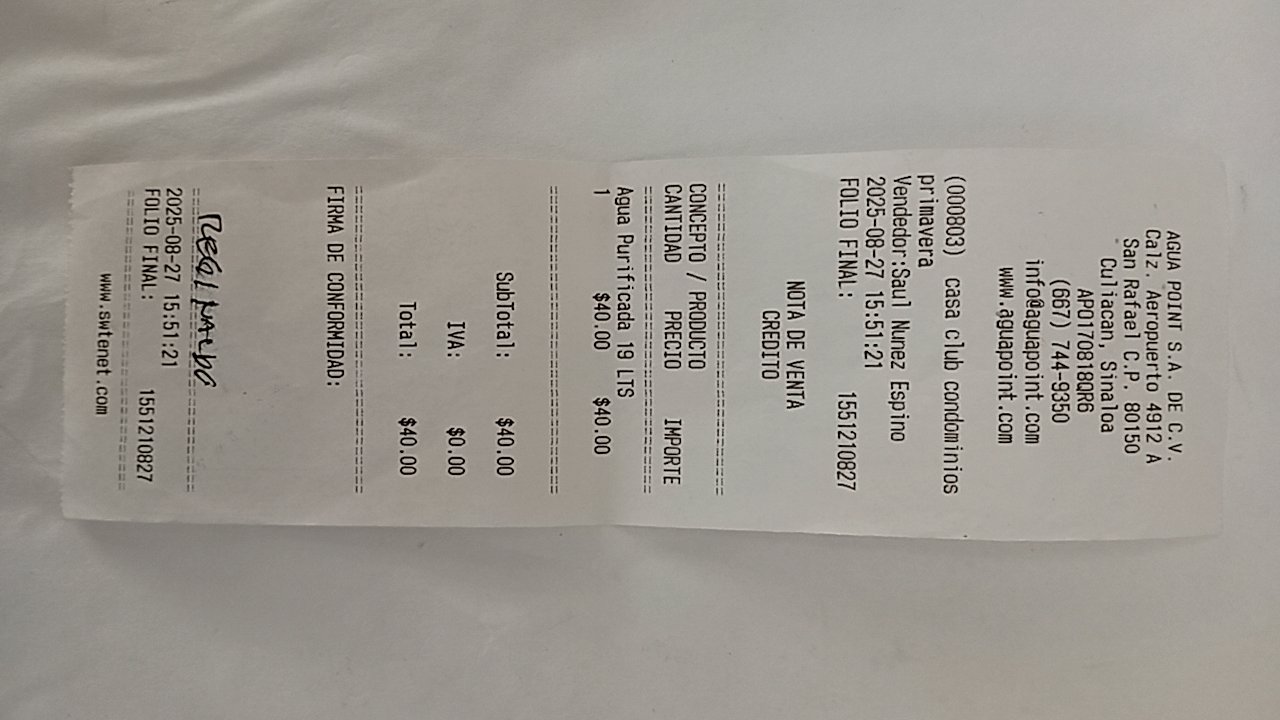 AGUA POINT S.A. DE C.V.
Calz. Aeropuerto 4912 A
San Rafael C.P. 80150
Culiacan, Sinaloa
APO170818QR6
(667) 744-9350
info@aguapoint.com
www.aguapoint.com
(000803) casa club condominios
primavera
Vendedor:Saul Nunez Espino
2025-08-27 15:51:21
FOLIO FINAL: 1551210827
NOTA DE VENTA
CREDITO
CONCEPTO / PRODUCTO
CANTIDAD PRECIO IMPORTE
Agua Purificada 19 LTS
1 $40.00 $40.00
SubTotal: $40.00
IVA: $0.00
Total: $40.00
FIRMA DE CONFORMIDAD:
REGINALDO
2025-08-27 15:51:21
FOLIO FINAL: 1551210827
www.swtenet.com